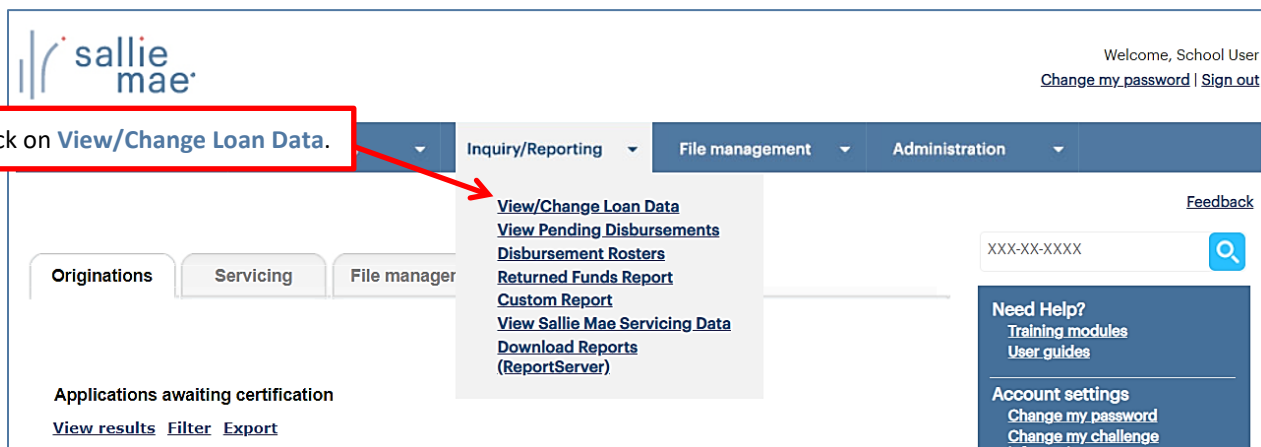 sallie
mae
Welcome, School User
Change my password | Sign out
ck on View/Change Loan Data.
Inquiry/Reporting
File management
Administration
View/Change Loan Data
View Pending Disbursements
Disbursement Rosters
Returned Funds Report
Custom Report
View Sallie Mae Servicing Data
Download Reports
(ReportServer)
Feedback
XXX-XX-XXXX
Originations
Servicing
File manager
Need Help?
Training modules
User guides
Applications awaiting certification
View results Filter Export
Account settings
Change my password
Change my challenge